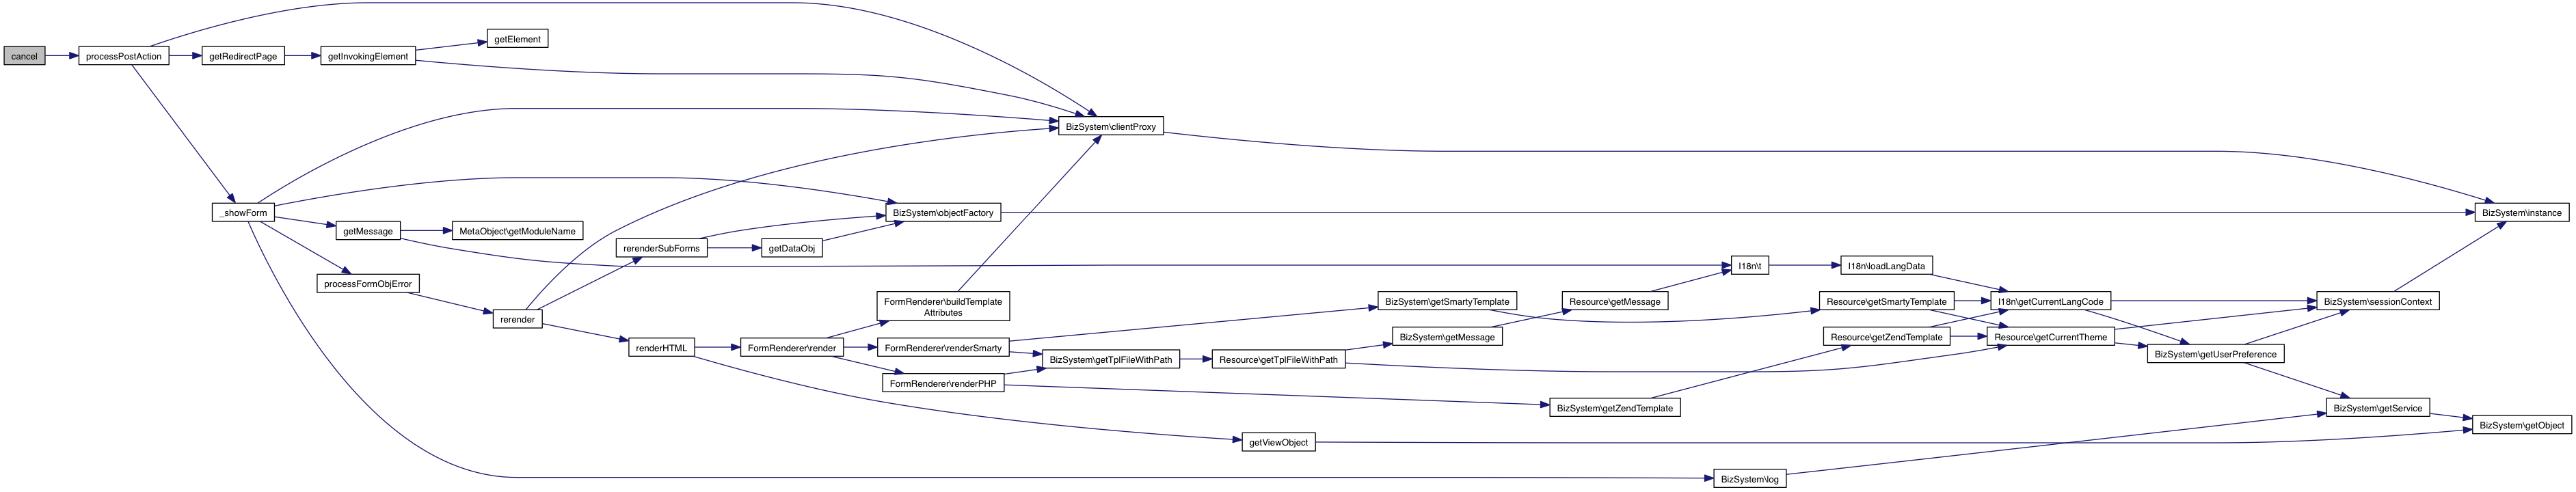 cancel
processPostAction
getRedirectPage
getInvokingElement
getElement
BizSystem\clientProxy
_showForm
getMessage
MetaObject\getModuleName
processFormObjError
rerender
rerenderSubForms
getDataObj
BizSystem\objectFactory
BizSystem\instance
renderHTML
FormRenderer\render
FormRenderer\buildTemplate
Attributes
FormRenderer\renderSmarty
FormRenderer\renderPHP
BizSystem\getTplFileWithPath
Resource\getTplFileWithPath
BizSystem\getSmartyTemplate
BizSystem\getMessage
Resource\getMessage
BizSystem\getZendTemplate
I18n\t
I18n\loadLangData
Resource\getSmartyTemplate
Resource\getZendTemplate
I18n\getCurrentLangCode
Resource\getCurrentTheme
BizSystem\getUserPreference
BizSystem\sessionContext
BizSystem\getService
BizSystem\getObject
getViewObject
BizSystem\log